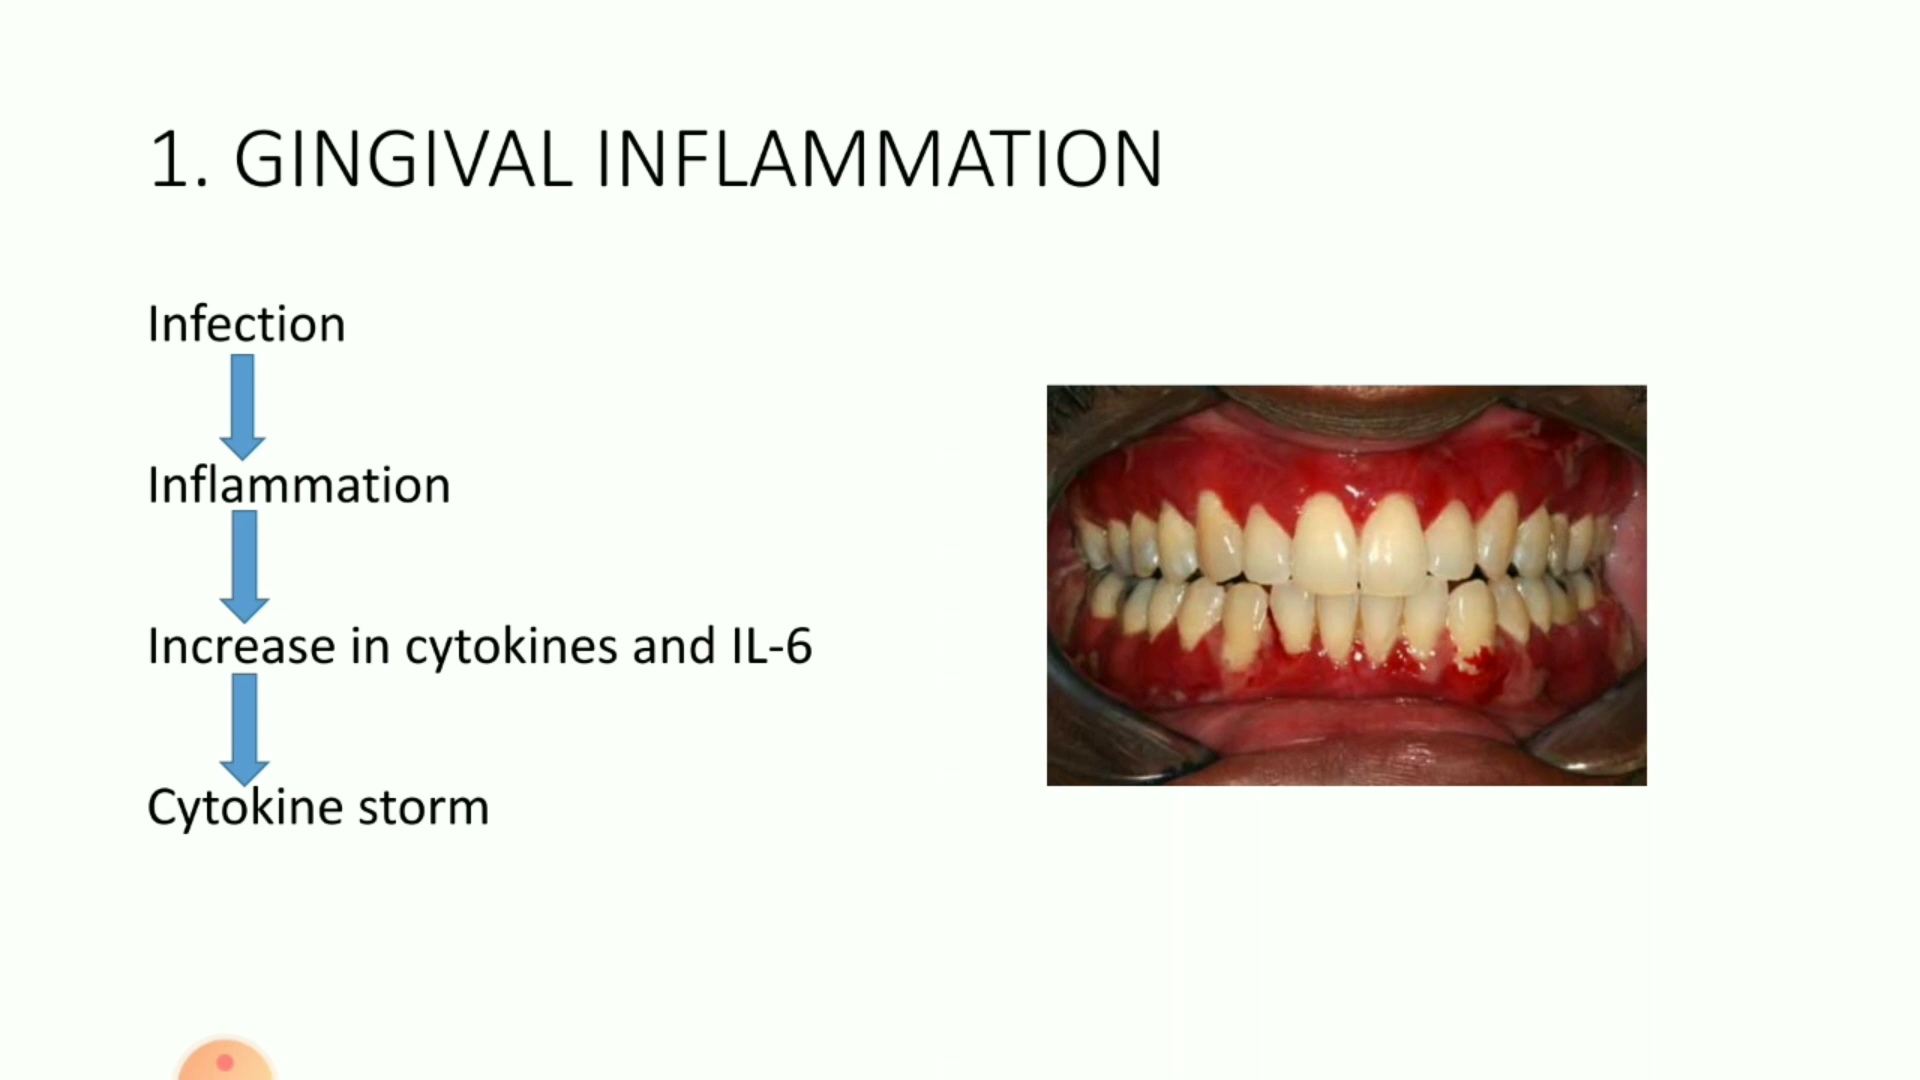 1. GINGIVAL INFLAMMATION
Infection
Inflammation
Increase in cytokines and IL-6
Cytokine storm